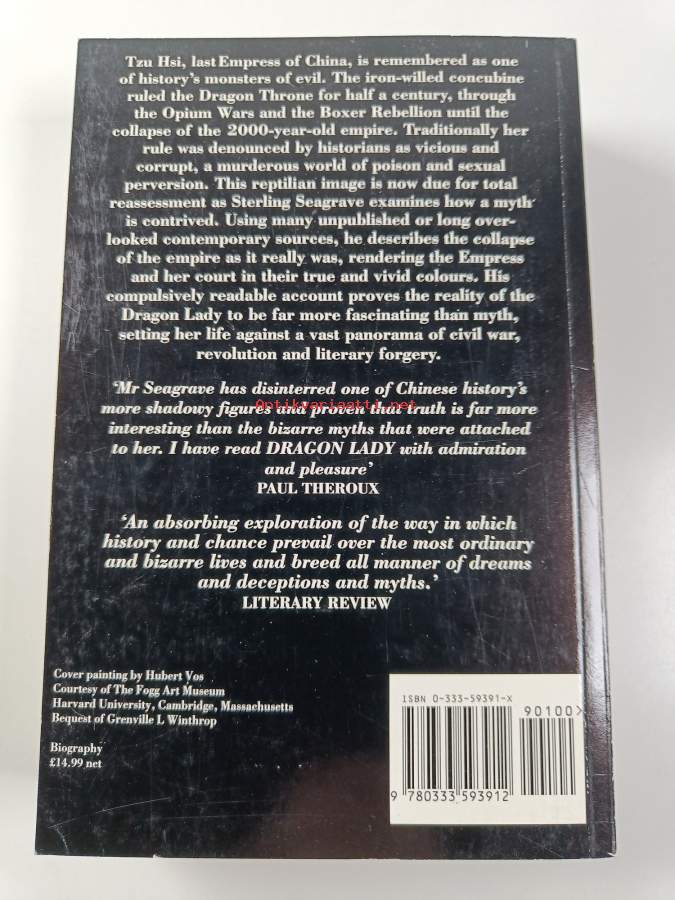 Tzu Hsi, last Empress of China, is remembered as one
of history's monsters of evil. The iron-willed concubine
ruled the Dragon Throne for half a century, through
the Opium Wars and the Boxer Rebellion until the
collapse of the 2000-year-old empire. Traditionally her
rule was denounced by historians as vicious and
corrupt, a murderous world of poison and sexual
perversion. This reptilian image is now due for total
reassessment as Sterling Seagrave examines how a myth
is contrived. Using many unpublished or long over-
looked contemporary sources, he describes the collapse
of the empire as it really was, rendering the Empress
and her court in their true and vivid colours. His
compulsively readable account proves the reality of the
Dragon Lady to be far more fascinating than myth,
setting her life against a vast panorama of civil war,
revolution and literary forgery.
'Mr Seagrave has disinterred one of Chinese history's
more shadowy figures and proven that truth is far more
Antikvariaatti.net
interesting than the bizarre myths that were attached
to her. I have read DRAGON LADY with admiration
and pleasure'
PAUL THEROUX
'An absorbing exploration of the way in which
history and chance prevail over the most ordinary
and bizarre lives and breed all manner of dreams
and deceptions and myths.'
LITERARY REVIEW
Cover painting by Hubert Vos
Courtesy of The Fogg Art Museum
Harvard University, Cambridge, Massachusetts
Bequest of Grenville L Winthrop
Biography
£14.99 net
ISBN 0-333-59391-X
90100>
9 780333 593912